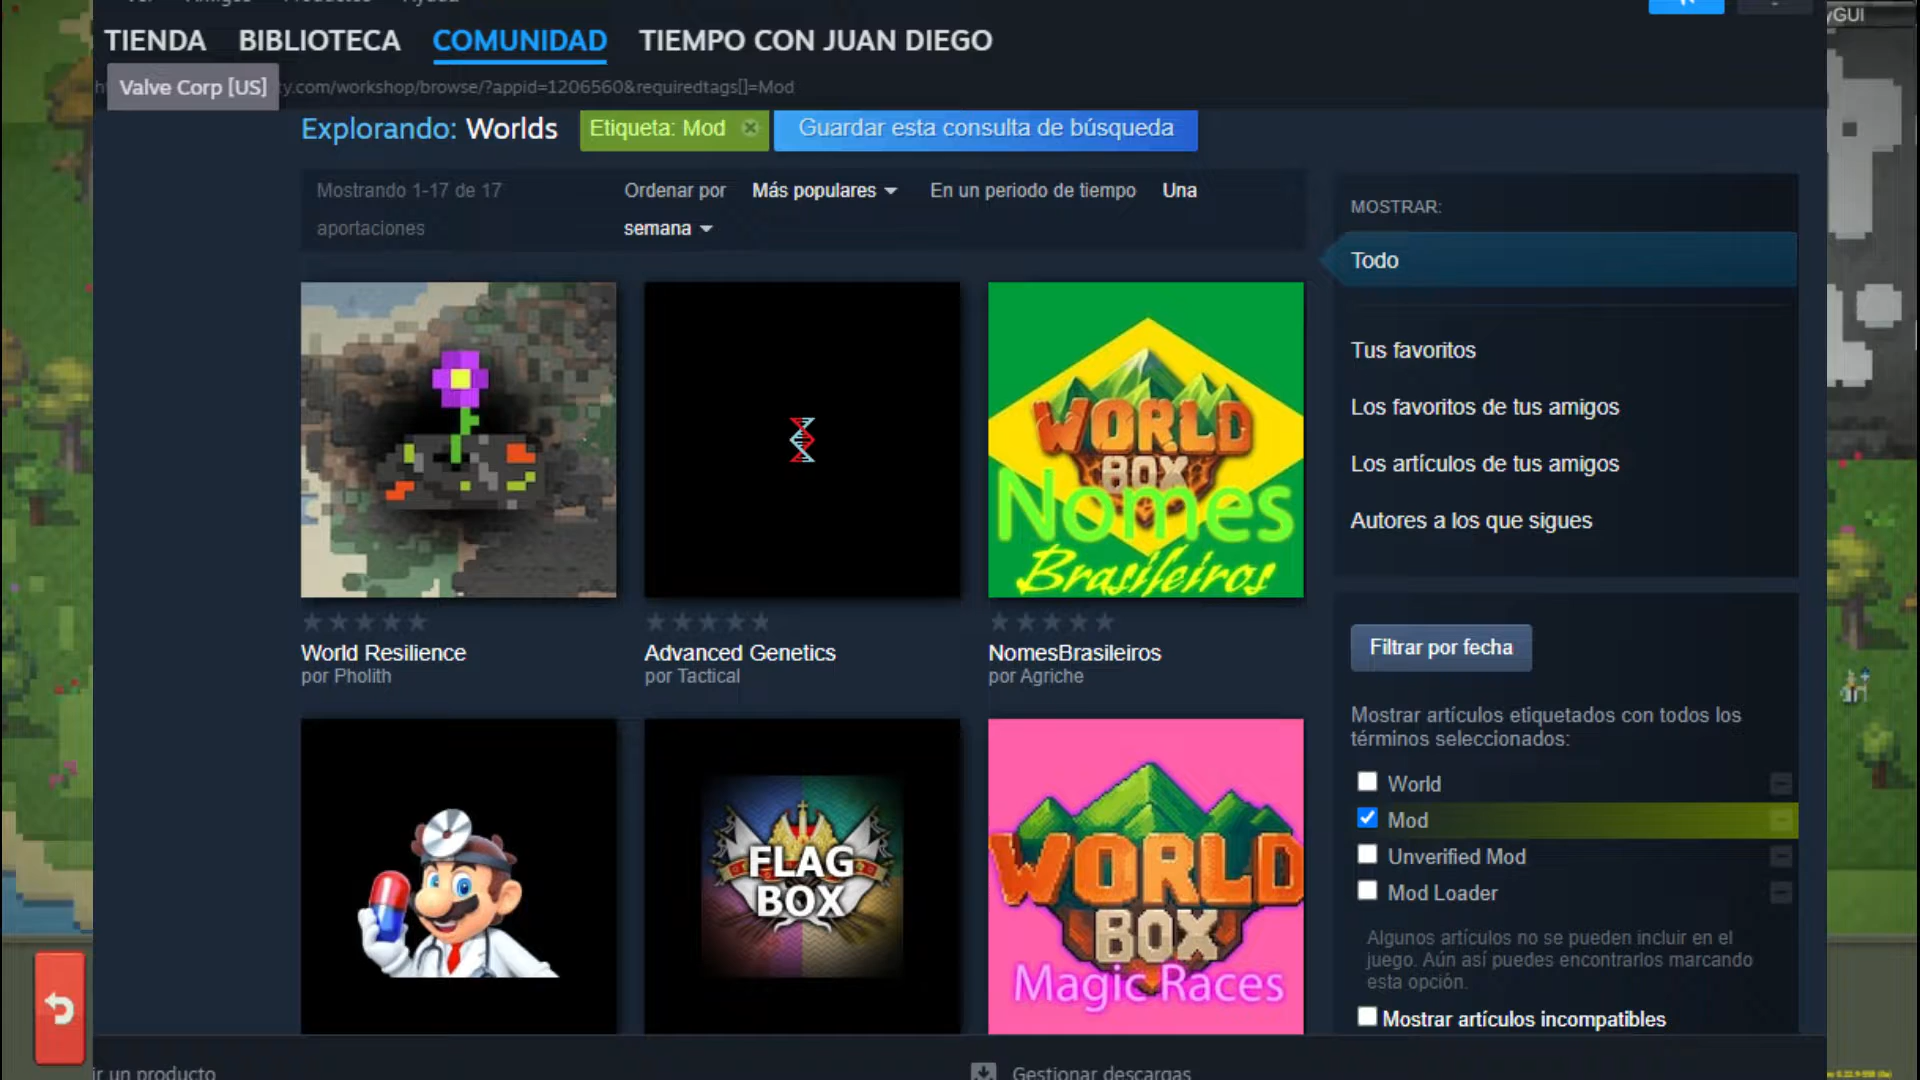 TIENDA BIBLIOTECA COMUNIDAD TIEMPO CON JUAN DIEGO
yGUI
Valve Corp [US]
y.com/workshop/browse/?appid=1206560&requiredtags[]=Mod
Explorando: Worlds Etiqueta: Mod Guardar esta consulta de búsqueda
Mostrando 1-17 de 17
aportaciones
Ordenar por Más populares En un periodo de tiempo Una
semana
MOSTRAR:
Todo
Tus favoritos
Los favoritos de tus amigos
Los artículos de tus amigos
Autores a los que sigues
WORLD
BOX
Nomes
Brasileiros
World Resilience
por Pholith
Advanced Genetics
por Tactical
NomesBrasileiros
por Agriche
FLAG
BOX
WORLD
BOX
Magic Races
Filtrar por fecha
Mostrar artículos etiquetados con todos los
términos seleccionados:
World
Mod
Unverified Mod
Mod Loader
Algunos artículos no se pueden incluir en el
juego. Aún así puedes encontrarlos marcando
esta opción.
Mostrar artículos incompatibles
ir un producto
Gestionar descargas